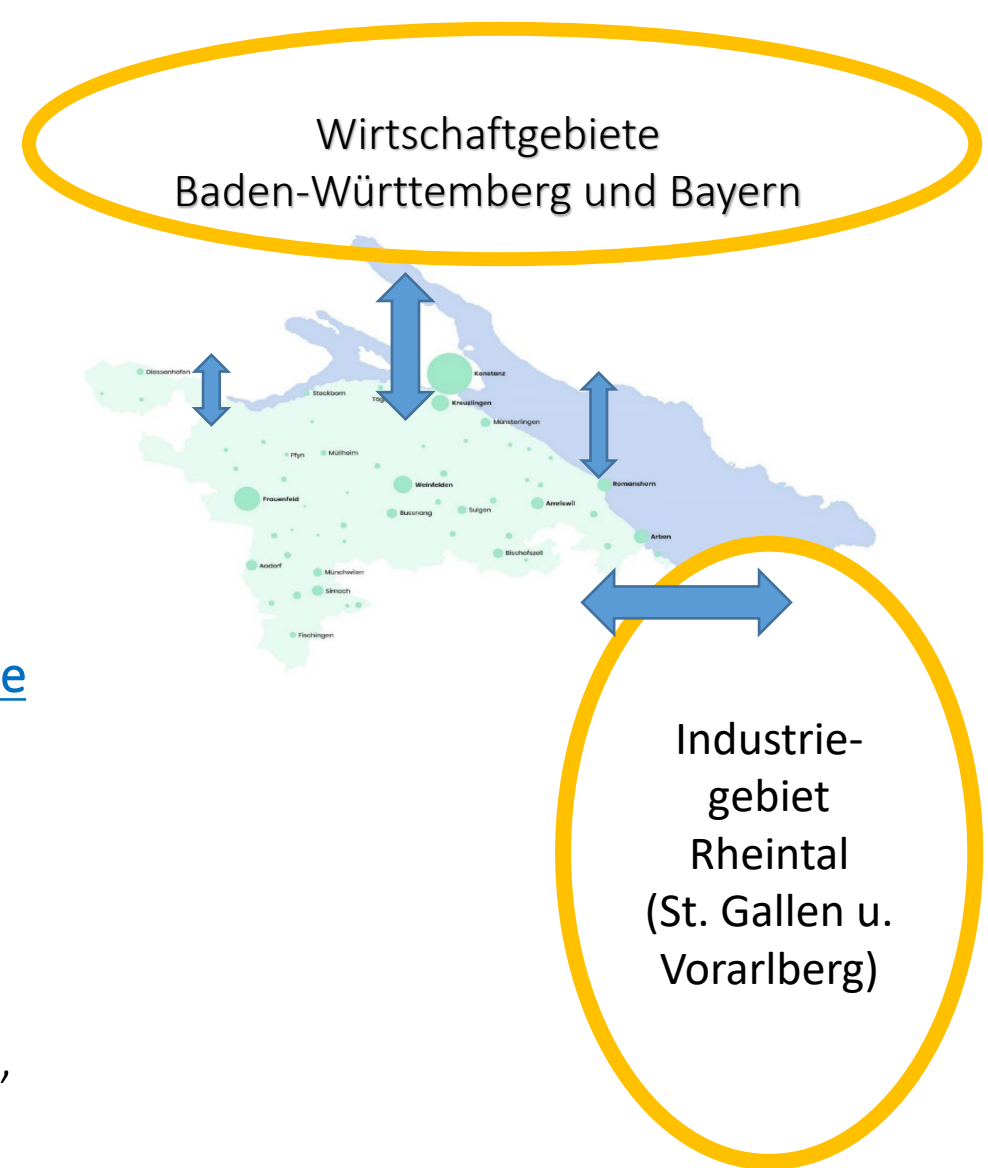 Wirtschaftgebiete
Baden-Württemberg und Bayern
Diessenhofen
Konstanz
Steckborn
Täg
Kreuzlingen
Münsterlingen
Pfyn
Müllheim
Weinfelden
Romanshorn
Frauenfeld
Amriswil
Bussnang
Sulgen
Arbon
Bischofszell
Aadorf
Münchwilen
Sirnach
Fischingen
e
Industrie-
gebiet
Rheintal
(St. Gallen u.
Vorarlberg)
,